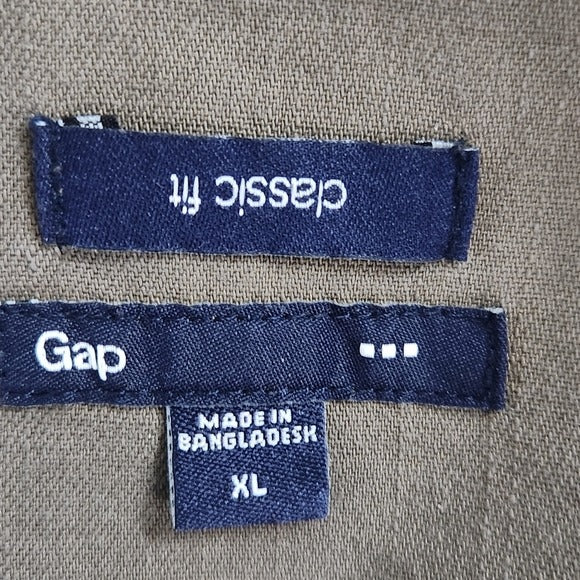 classic fit
Gap
MADE IN
BANGLADESH
XL